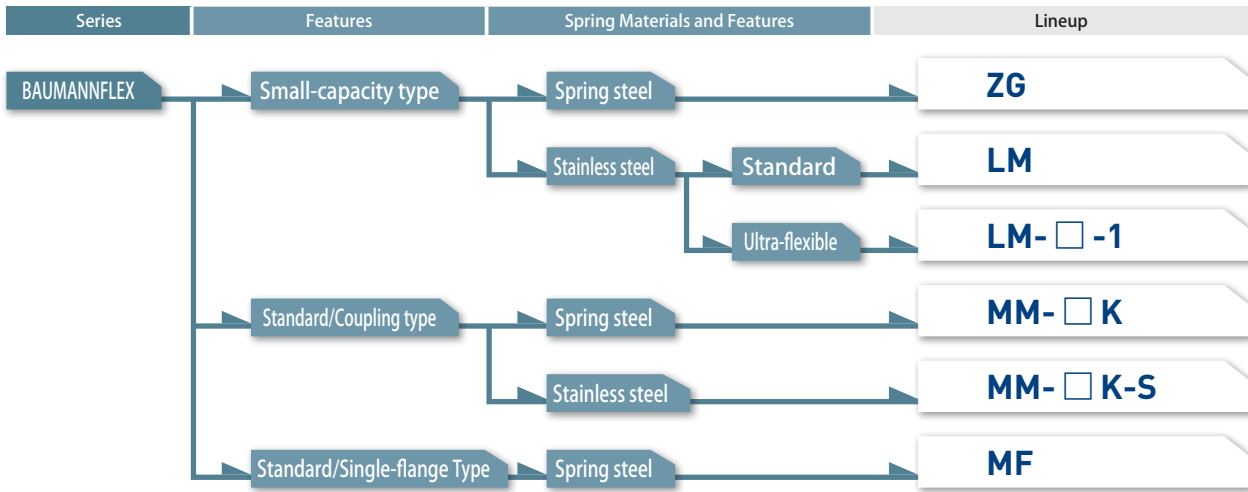 Series Features Spring Materials and Features Lineup
BAUMANNFLEX Small-capacity type Spring steel ZG
Stainless steel Standard LM
Ultra-flexible LM- □ -1
Standard/Coupling type Spring steel MM- □ K
Stainless steel MM- □ K-S
Standard/Single-flange Type Spring steel MF